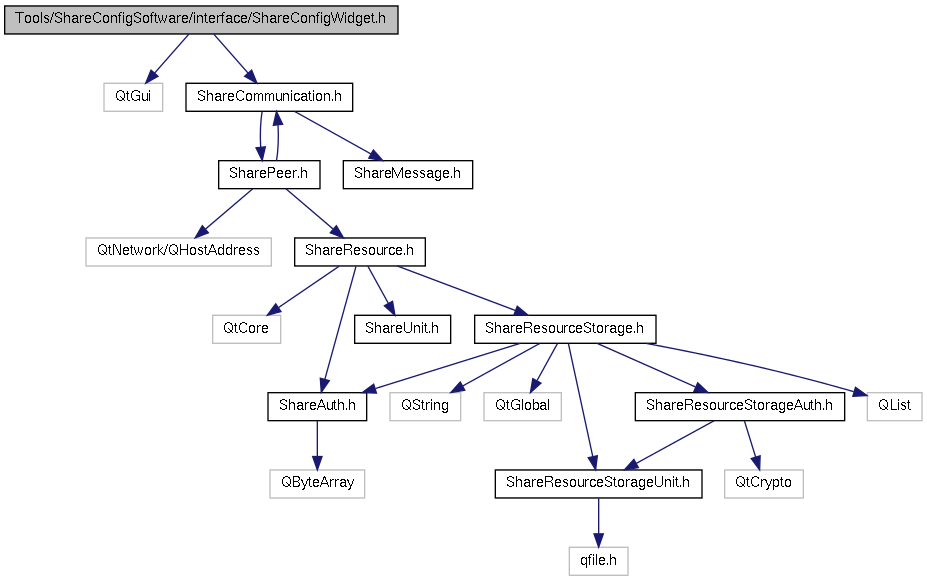 Tools/ShareConfigSoftware/interface/ShareConfigWidget.h
QtGui
ShareCommunication.h
SharePeer.h
ShareMessage.h
QtNetwork/QHostAddress
ShareResource.h
QtCore
ShareUnit.h
ShareResourceStorage.h
ShareAuth.h
QString
QtGlobal
ShareResourceStorageAuth.h
QList
QByteArray
ShareResourceStorageUnit.h
QtCrypto
qfile.h